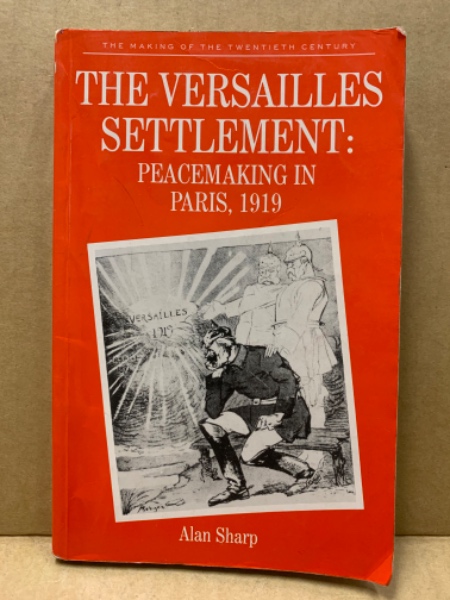 THE MAKING OF THE TWENTIETH CENTURY
THE VERSAILLES
SETTLEMENT:
PEACEMAKING IN
PARIS, 1919
VERSAILLES
1919
Alan Sharp